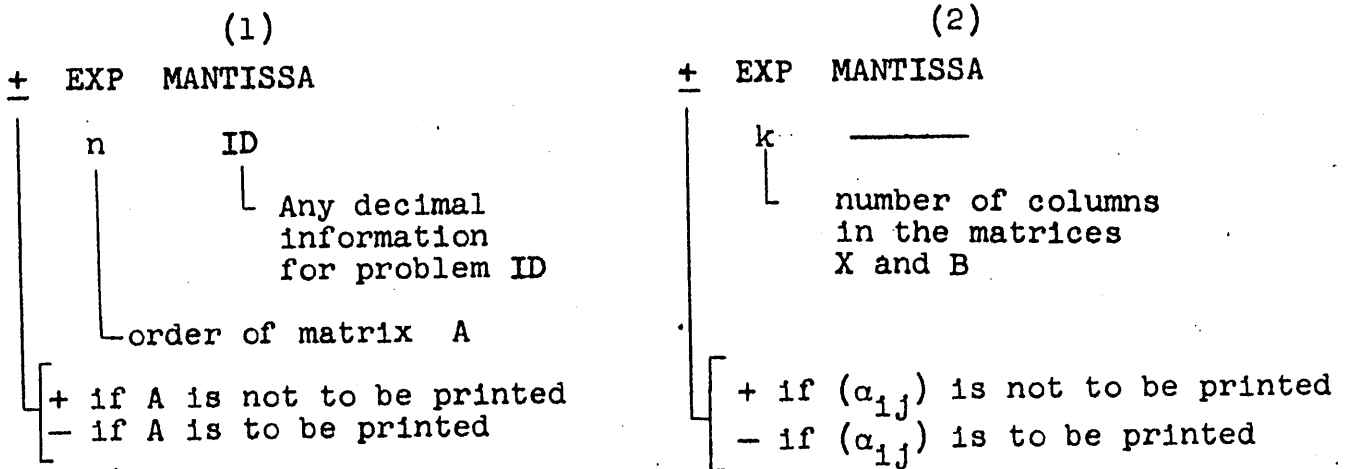 (1)
± EXP MANTISSA
n ID
Any decimal
information
for problem ID
order of matrix A
+ if A is not to be printed
− if A is to be printed
(2)
± EXP MANTISSA
k
number of columns
in the matrices
X and B
+ if (αij) is not to be printed
− if (αij) is to be printed